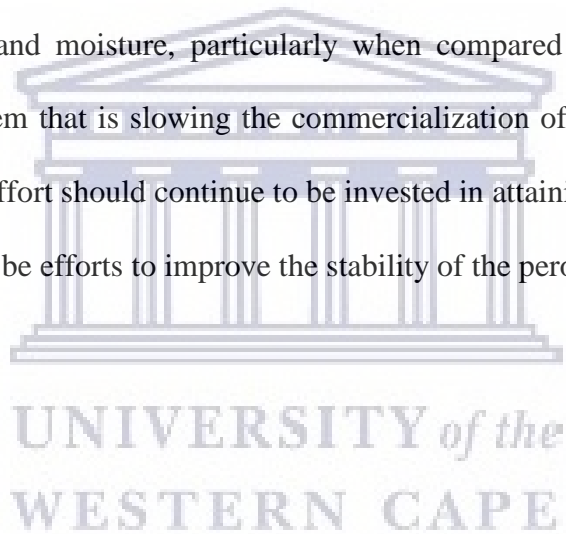 and moisture, particularly when compared
em that is slowing the commercialization of
ffort should continue to be invested in attaini
be efforts to improve the stability of the pero
UNIVERSITY of the
WESTERN CAPE